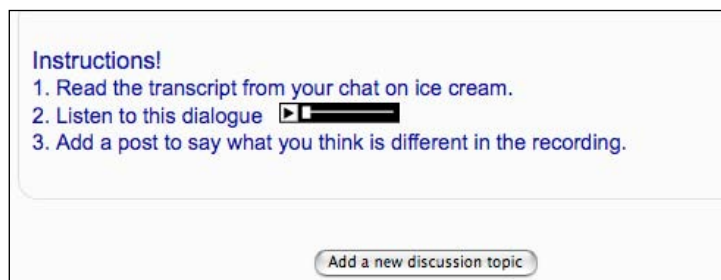 Instructions!
1. Read the transcript from your chat on ice cream.
2. Listen to this dialogue
3. Add a post to say what you think is different in the recording.
Add a new discussion topic